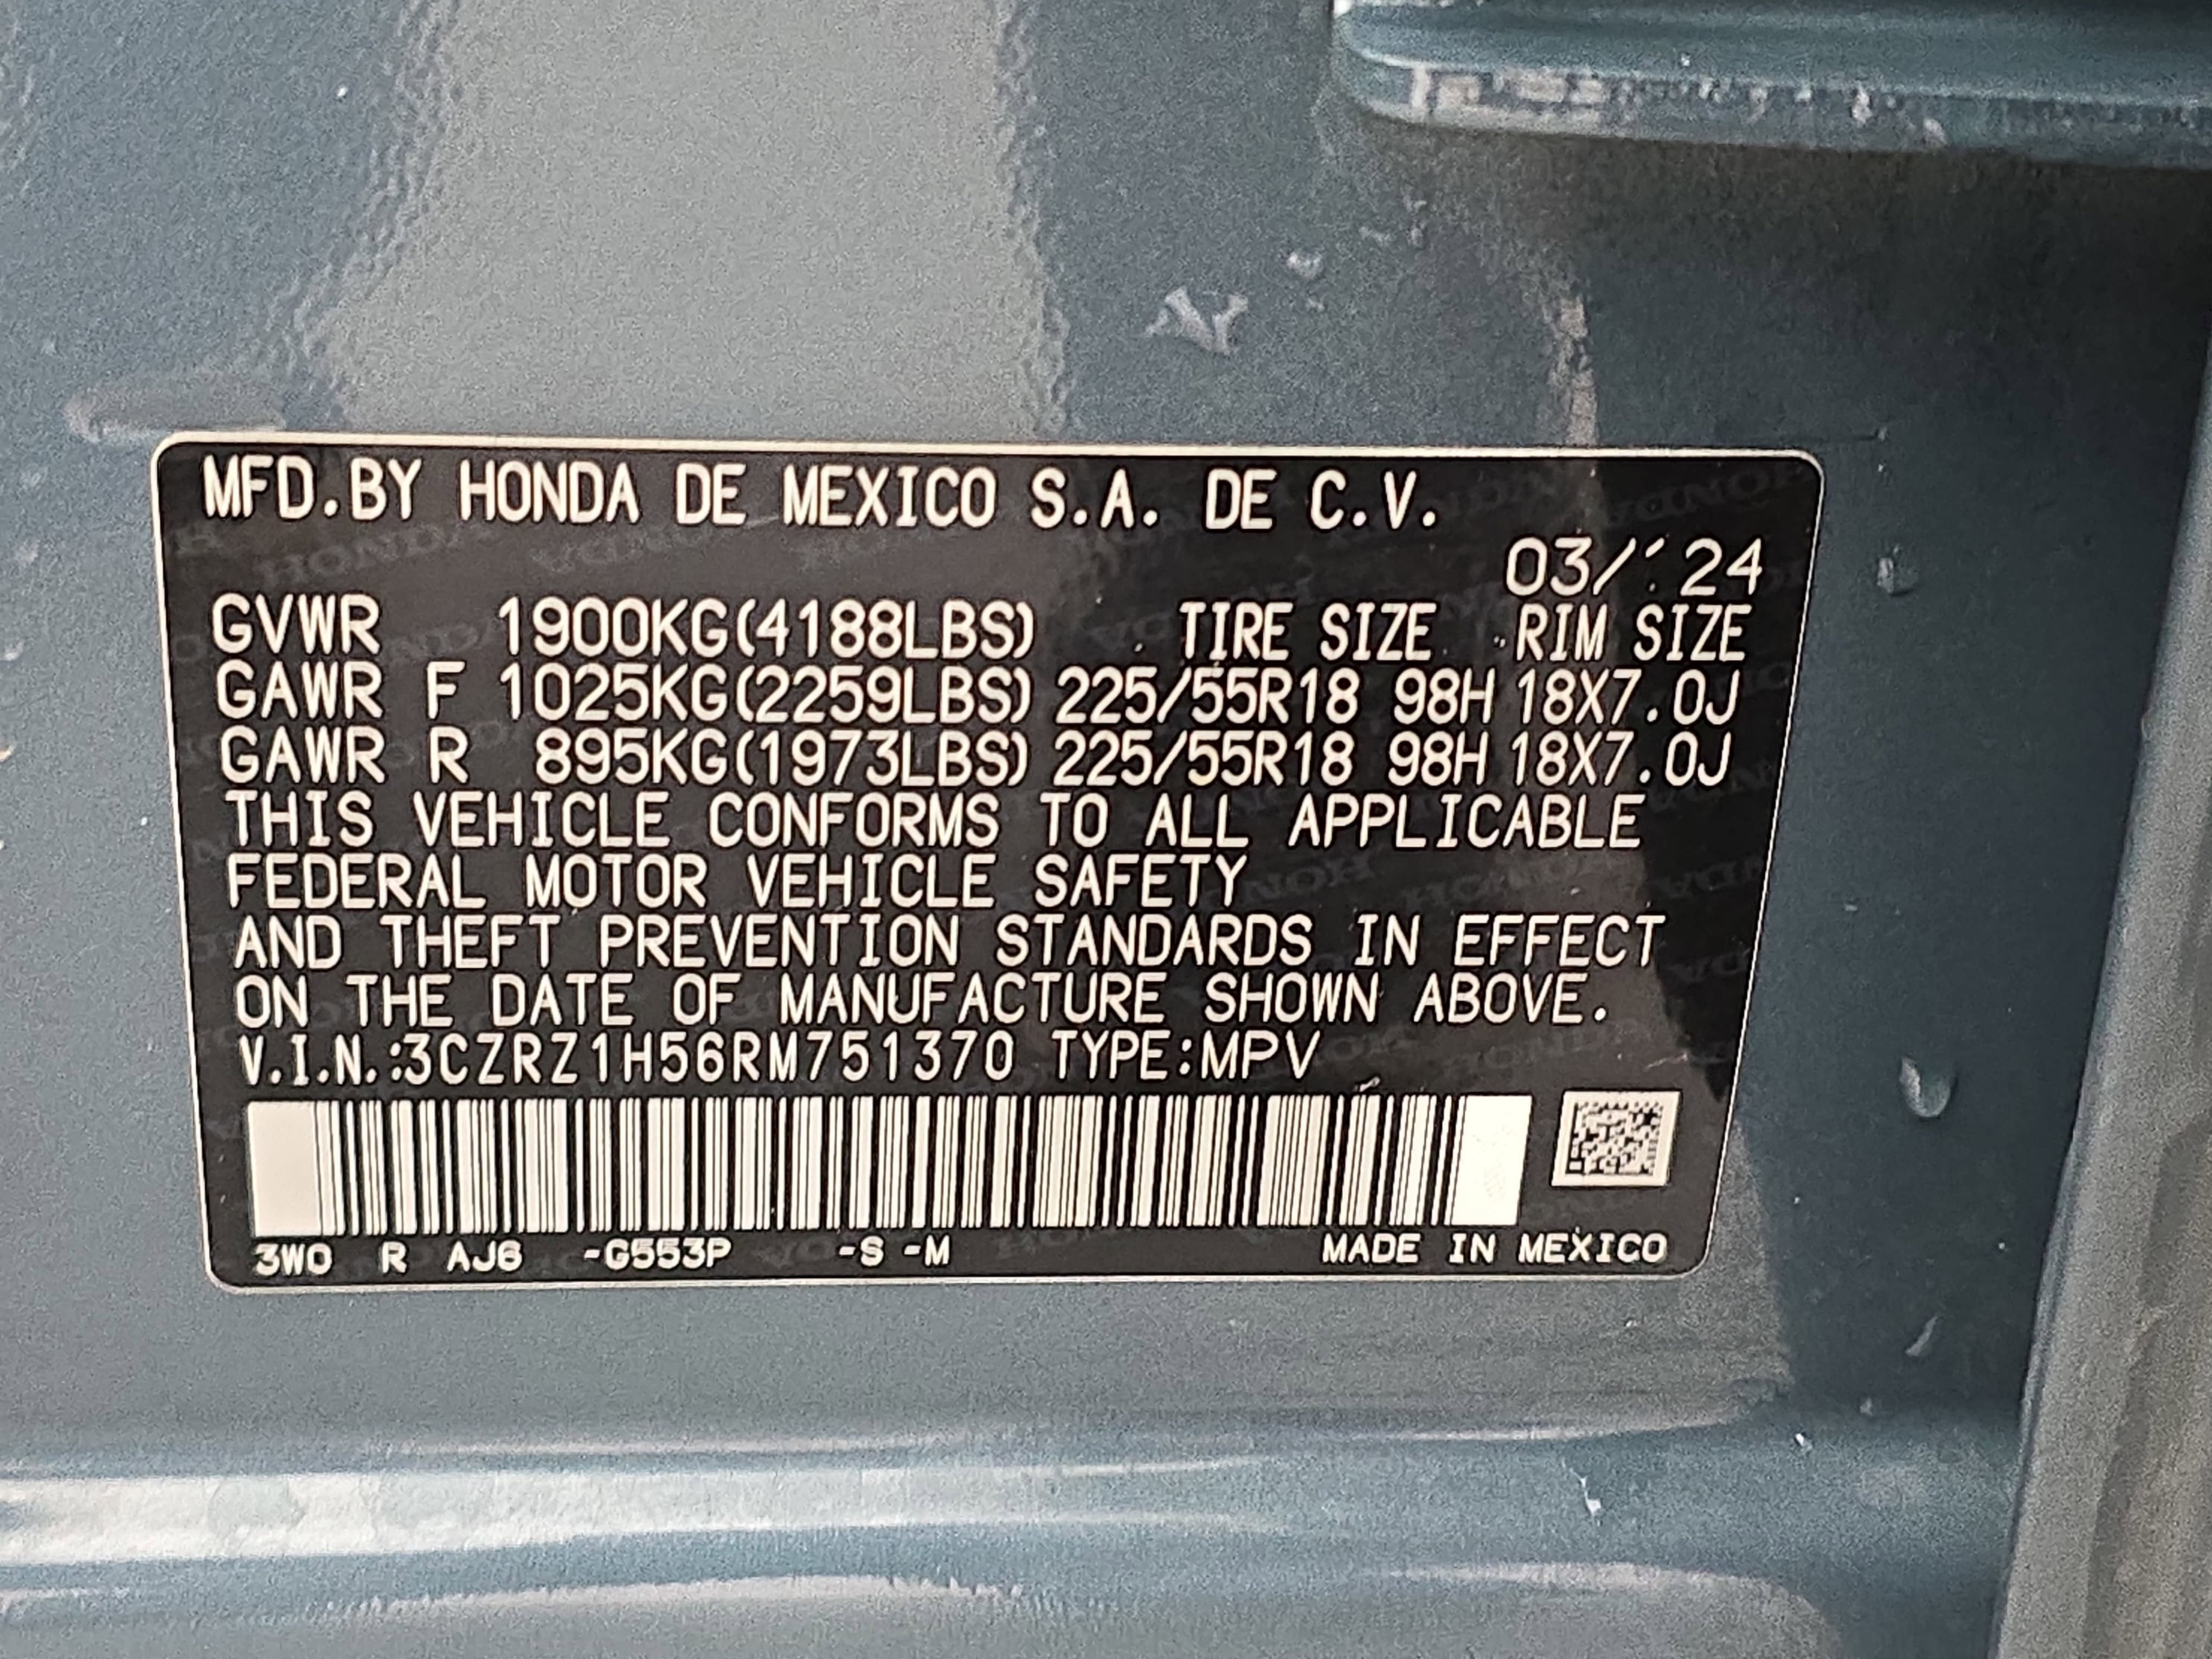 MFD.BY HONDA DE MEXICO S.A. DE C.V.
03/'24
GVWR 1900KG(4188LBS) TIRE SIZE RIM SIZE
GAWR F 1025KG(2259LBS) 225/55R18 98H 18X7.0J
GAWR R 895KG(1973LBS) 225/55R18 98H 18X7.0J
THIS VEHICLE CONFORMS TO ALL APPLICABLE
FEDERAL MOTOR VEHICLE SAFETY
AND THEFT PREVENTION STANDARDS IN EFFECT
ON THE DATE OF MANUFACTURE SHOWN ABOVE.
V.I.N.:3CZRZ1H56RM751370 TYPE:MPV
3W0 R AJ6 -G553P -S -M MADE IN MEXICO